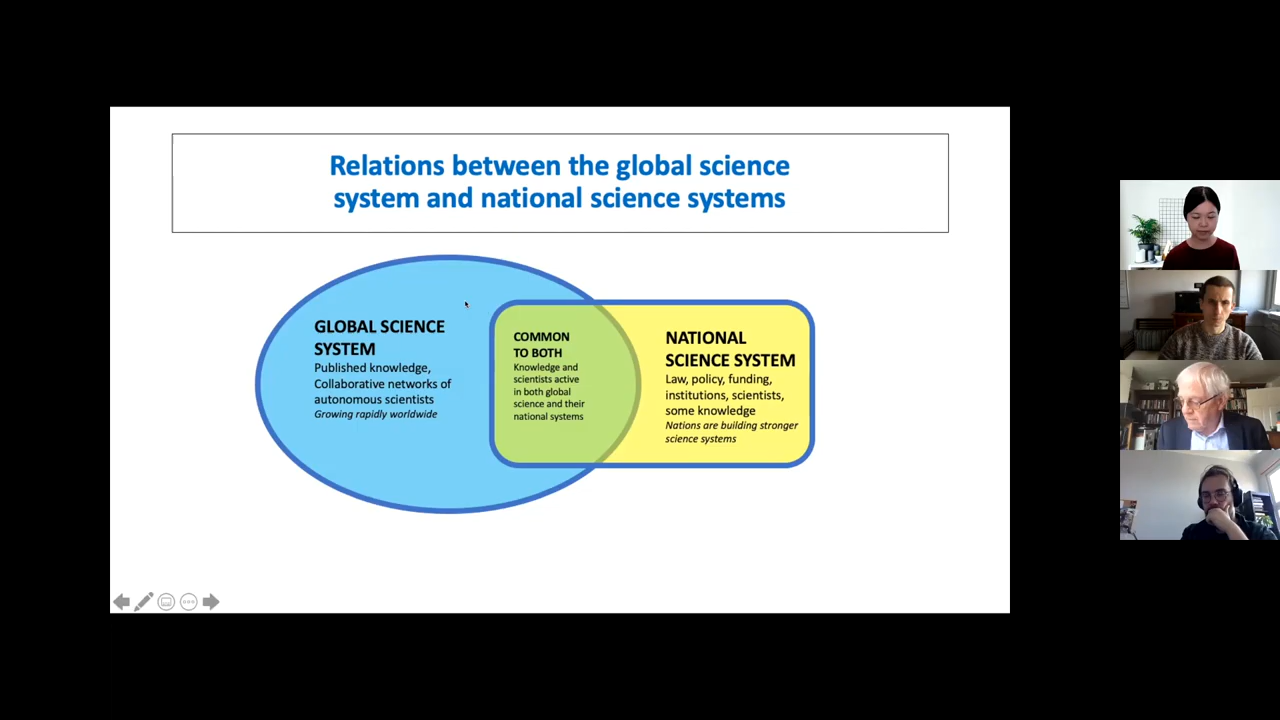 Relations between the global science
system and national science systems
GLOBAL SCIENCE
SYSTEM
Published knowledge,
Collaborative networks of
autonomous scientists
Growing rapidly worldwide
COMMON
TO BOTH
Knowledge and
scientists active
in both global
science and their
national systems
NATIONAL
SCIENCE SYSTEM
Law, policy, funding,
institutions, scientists,
some knowledge
Nations are building stronger
science systems